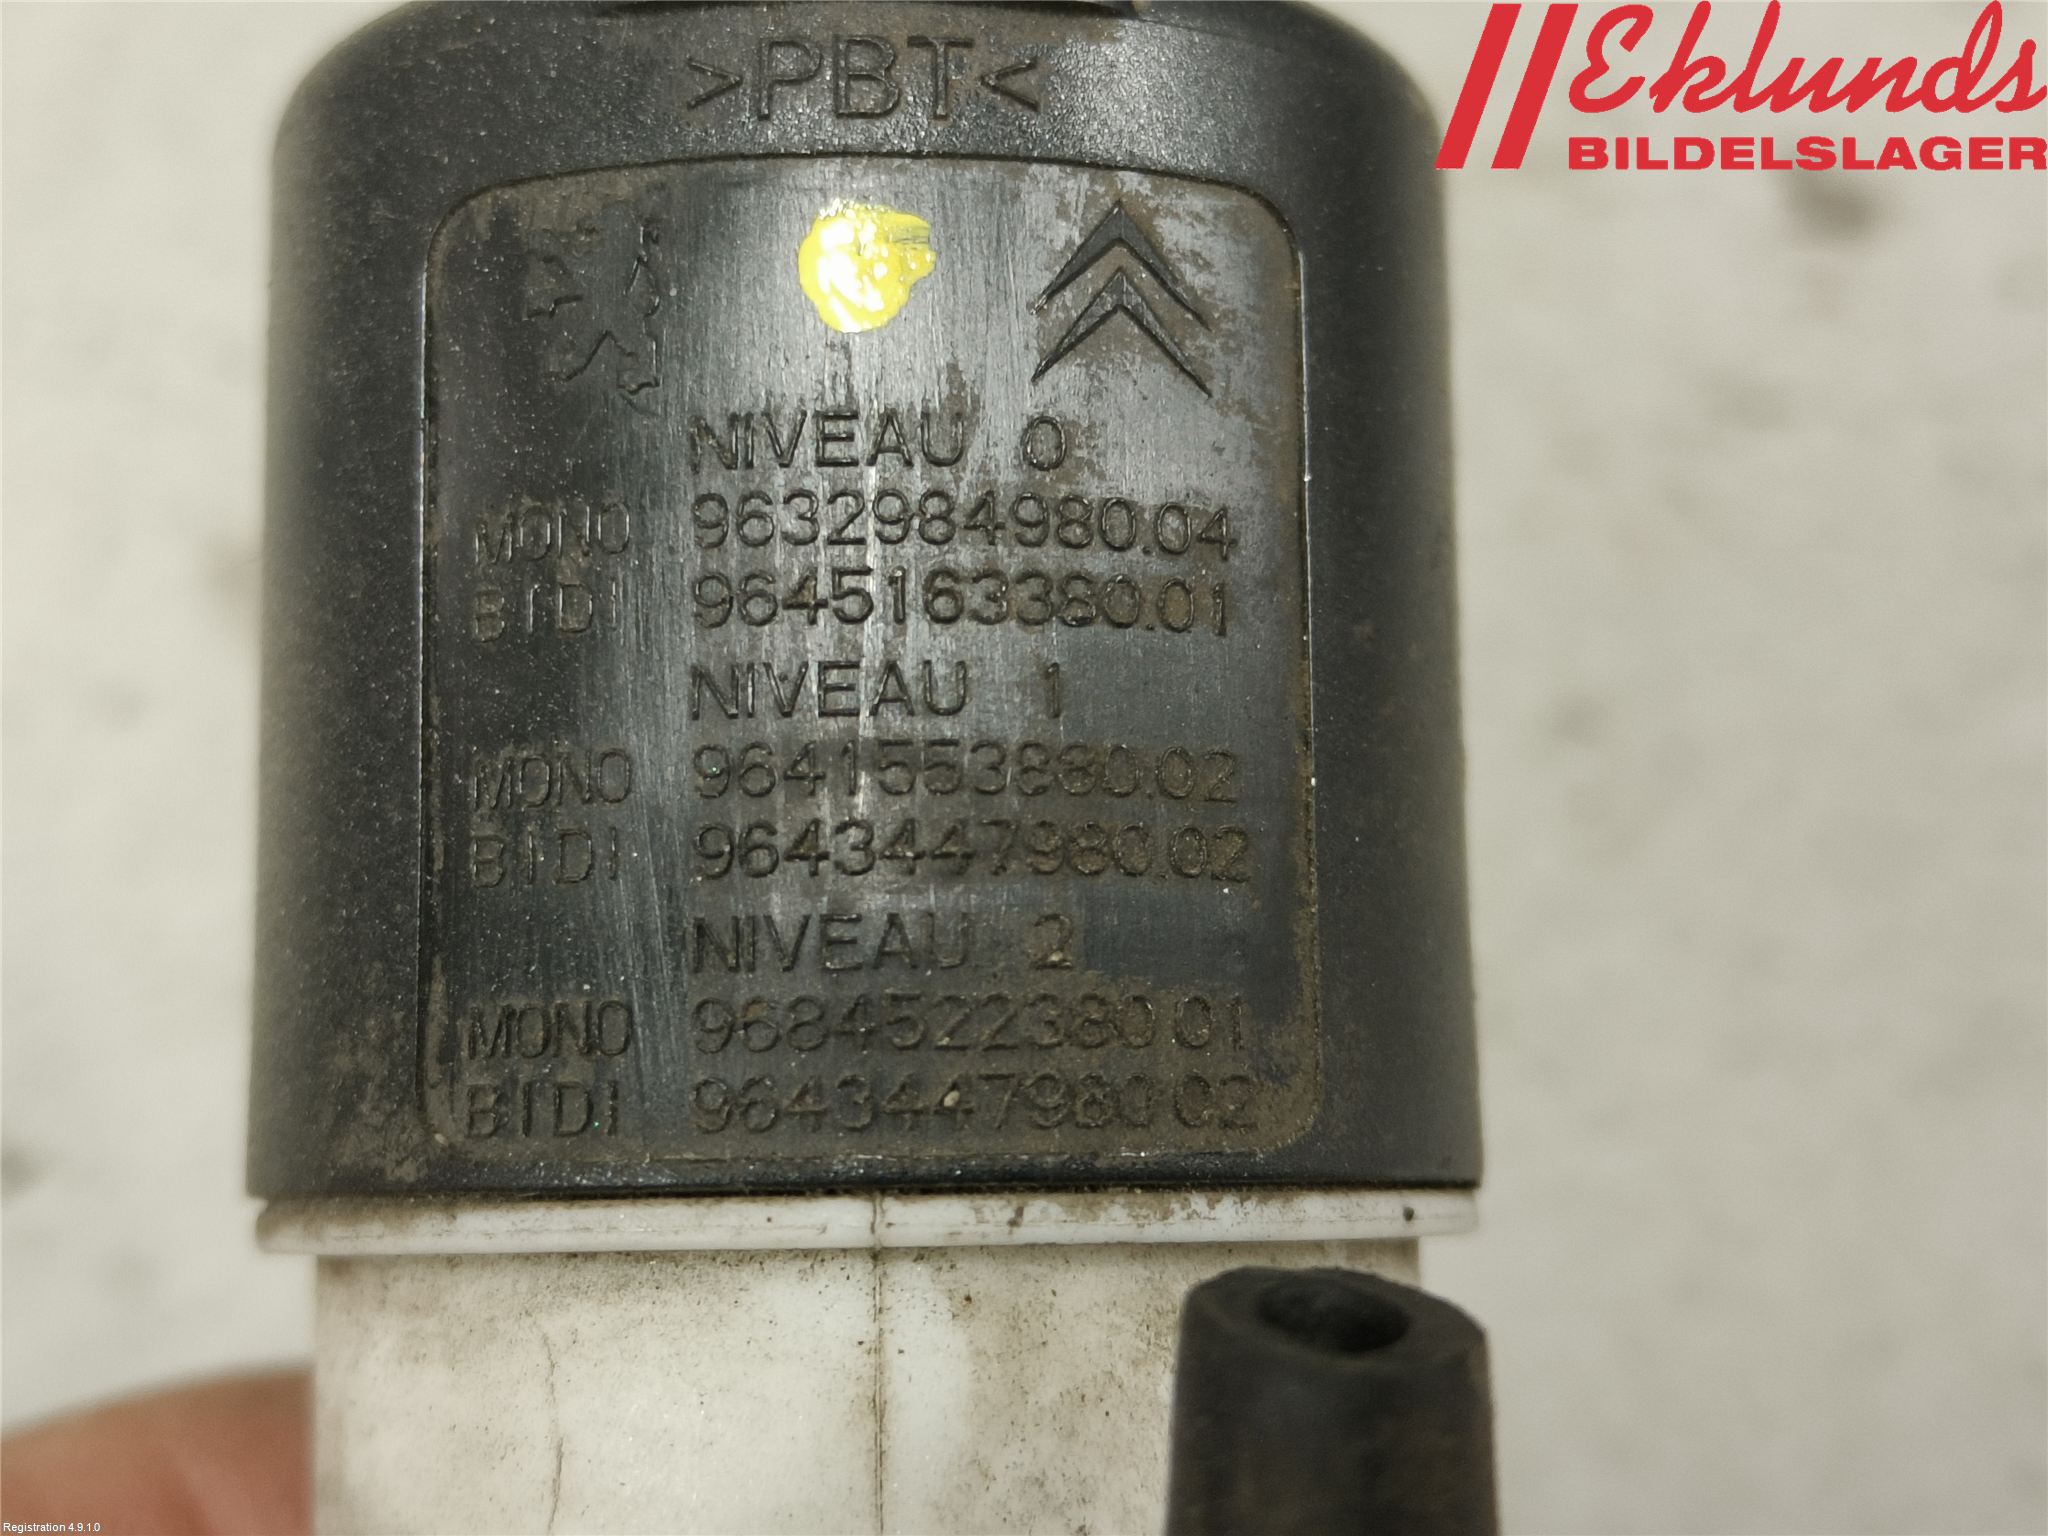 Eklunds
BILDELSLAGER
>PBT<
NIVEAU 0
MONO 9632984980.04
BIDI 9645163380.01
NIVEAU 1
MONO 9641553880.02
BIDI 9643447980.02
NIVEAU 2
MONO 9684522380.01
BIDI 9643447980.02
Registration 4.9.1.0